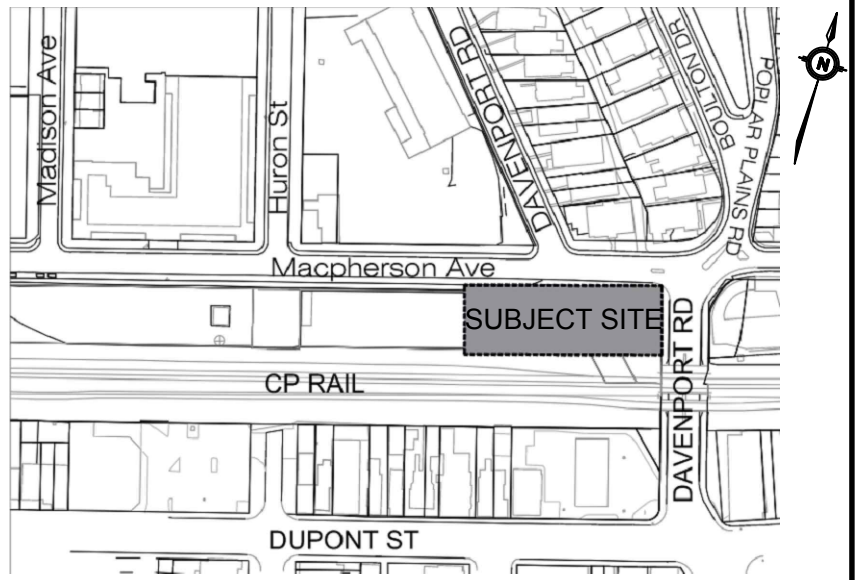 Madison Ave
Huron St
DAVENPORT RD
BOULTON DR
POPLAR PLAINS RD
N
Macpherson Ave
SUBJECT SITE
DAVENPORT RD
CP RAIL
DUPONT ST